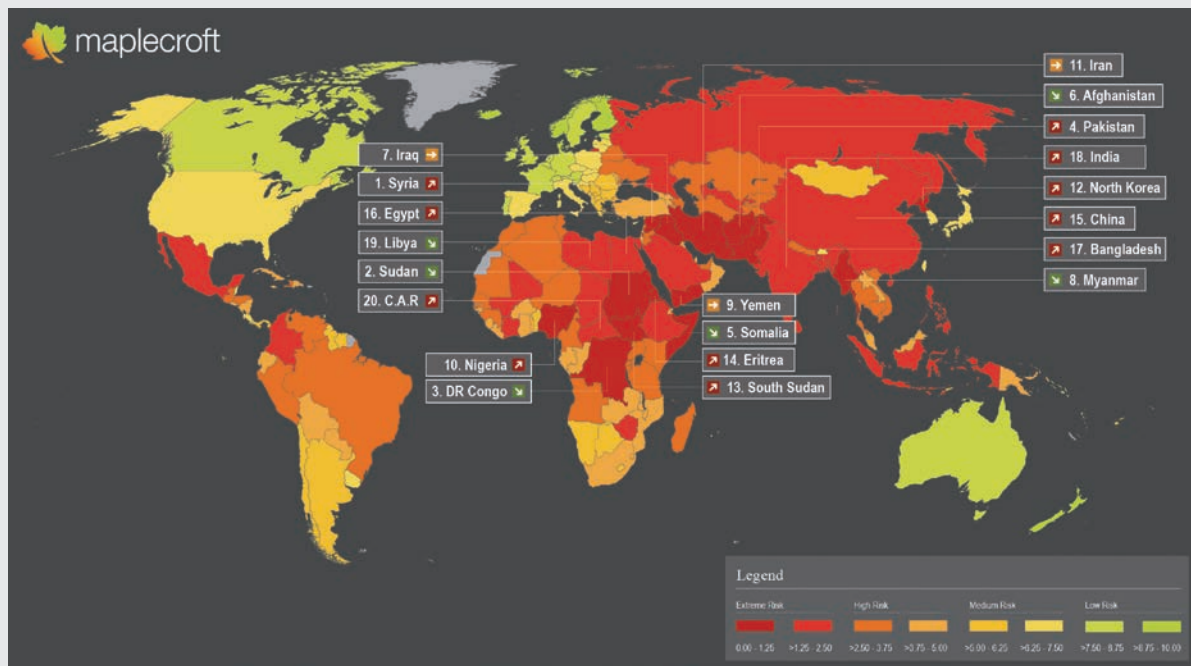 maplecroft
11. Iran
6. Afghanistan
4. Pakistan
18. India
12. North Korea
15. China
17. Bangladesh
8. Myanmar
7. Iraq
1. Syria
16. Egypt
19. Libya
2. Sudan
20. C.A.R
9. Yemen
5. Somalia
14. Eritrea
13. South Sudan
10. Nigeria
3. DR Congo
Legend
Extreme Risk High Risk Medium Risk Low Risk
0.00 - 1.25 >1.25 - 2.50 >2.50 - 3.75 >3.75 - 5.00 >5.00 - 6.25 >6.25 - 7.50 >7.50 - 8.75 >8.75 - 10.00